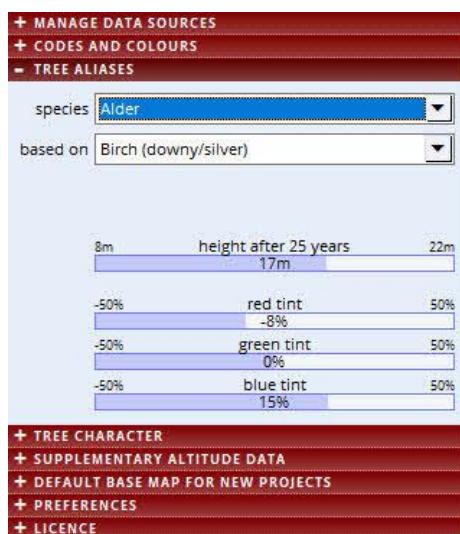 + MANAGE DATA SOURCES
+ CODES AND COLOURS
- TREE ALIASES
species Alder
based on Birch (downy/silver)
8m height after 25 years 22m
17m
-50% red tint 50%
-8%
-50% green tint 50%
0%
-50% blue tint 50%
15%
+ TREE CHARACTER
+ SUPPLEMENTARY ALTITUDE DATA
+ DEFAULT BASE MAP FOR NEW PROJECTS
+ PREFERENCES
+ LICENCE